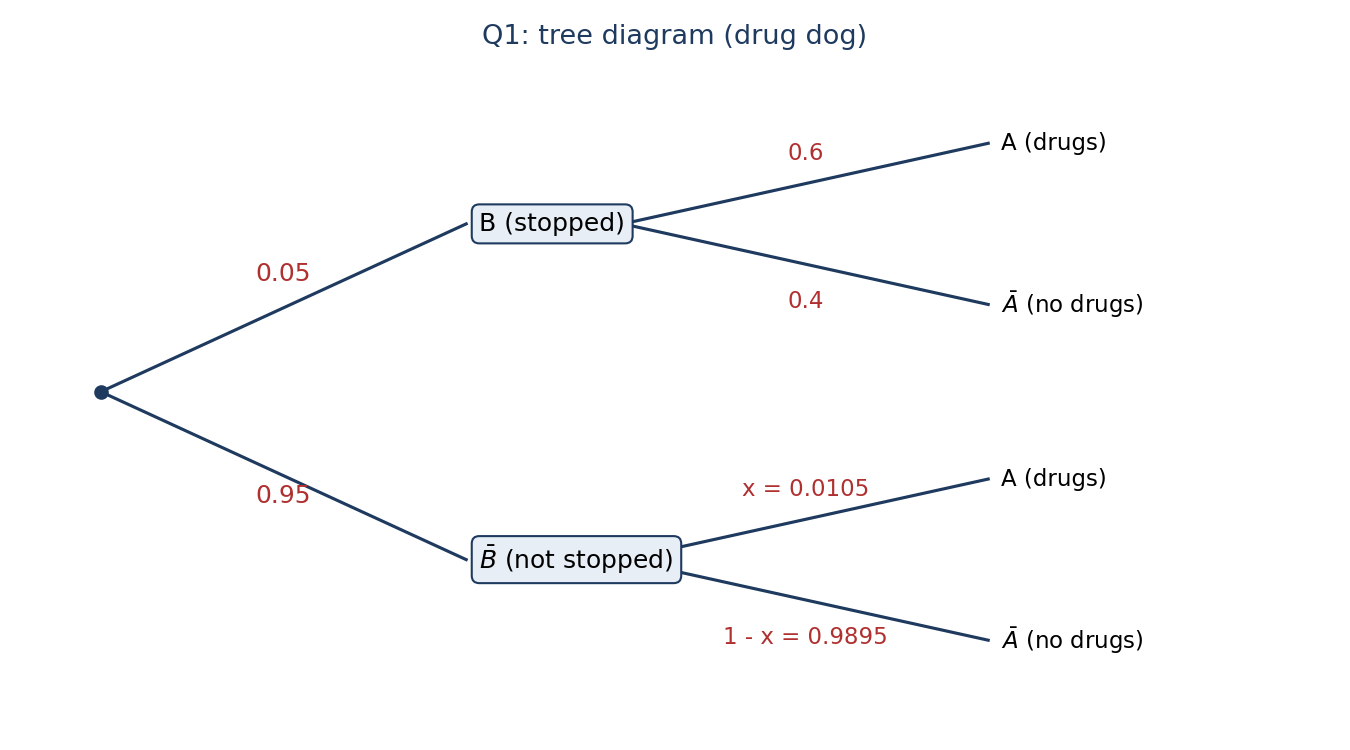 Q1: tree diagram (drug dog)
0.6
A (drugs)
B (stopped)
0.05
0.4
Ā (no drugs)
0.95
x = 0.0105
A (drugs)
B̄ (not stopped)
1 - x = 0.9895
Ā (no drugs)